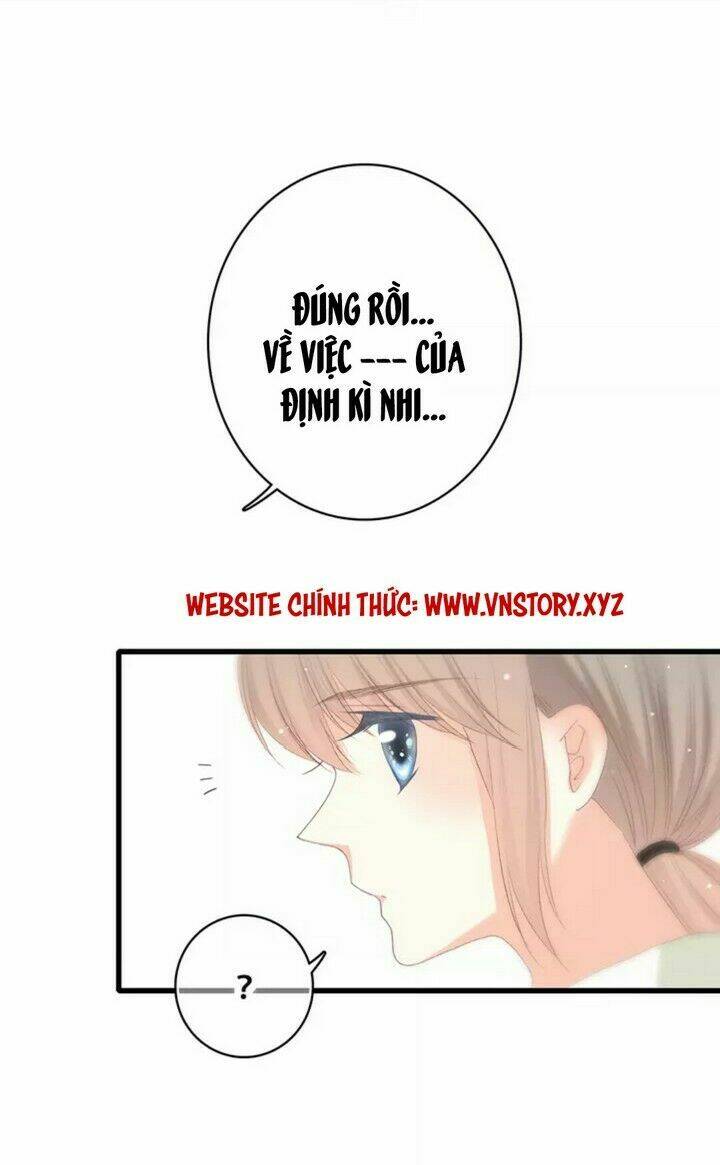 ĐÚNG RỒI...
VỀ VIỆC --- CỦA
ĐỊNH KÌ NHI...
WEBSITE CHÍNH THỨC: WWW.VNSTORY.XYZ
?